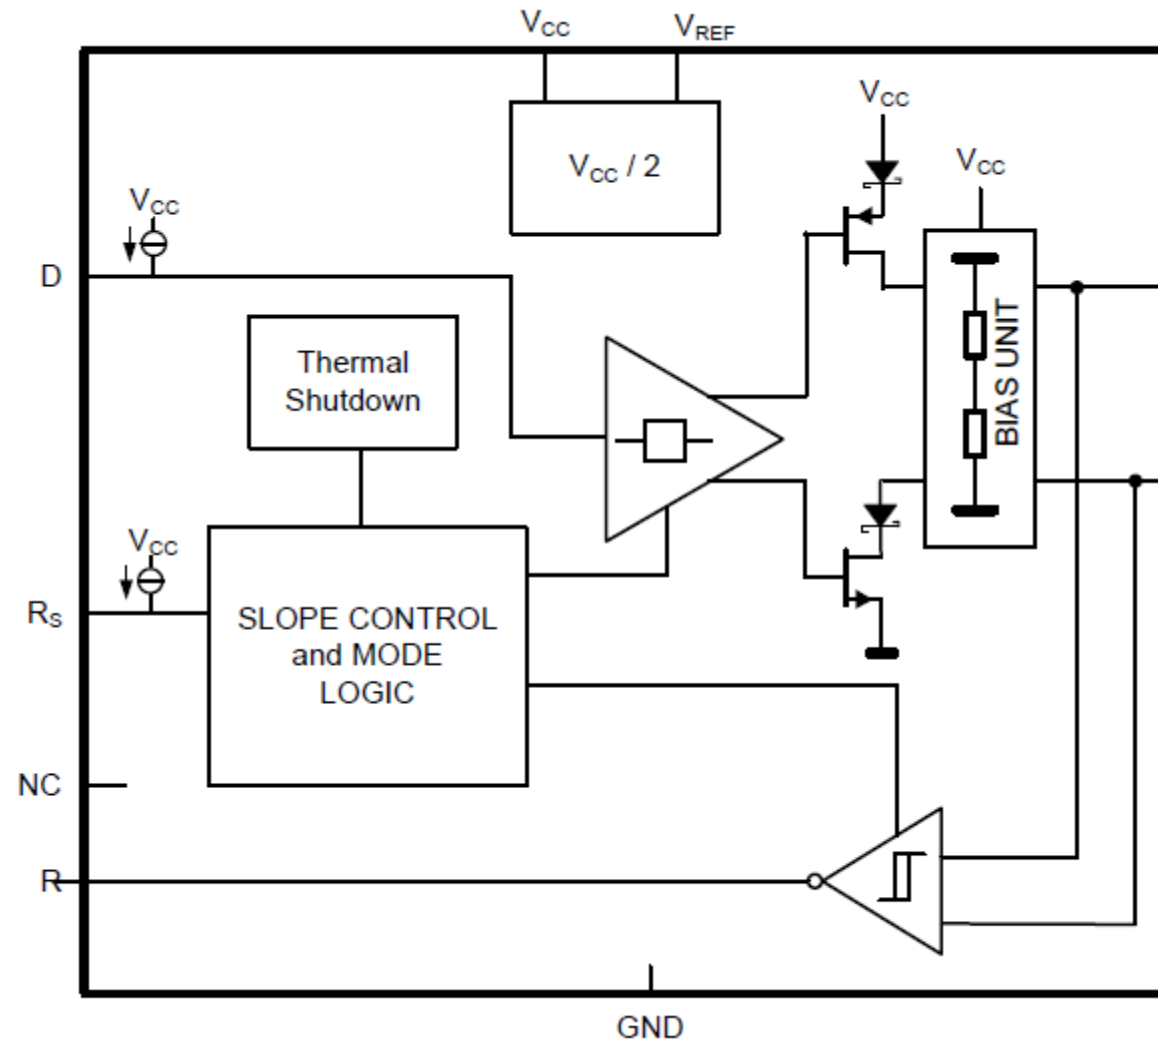 VCC
VREF
VCC / 2
VCC
VCC
VCC
D
BIAS UNIT
Thermal
Shutdown
VCC
RS
SLOPE CONTROL
and MODE
LOGIC
NC
R
GND